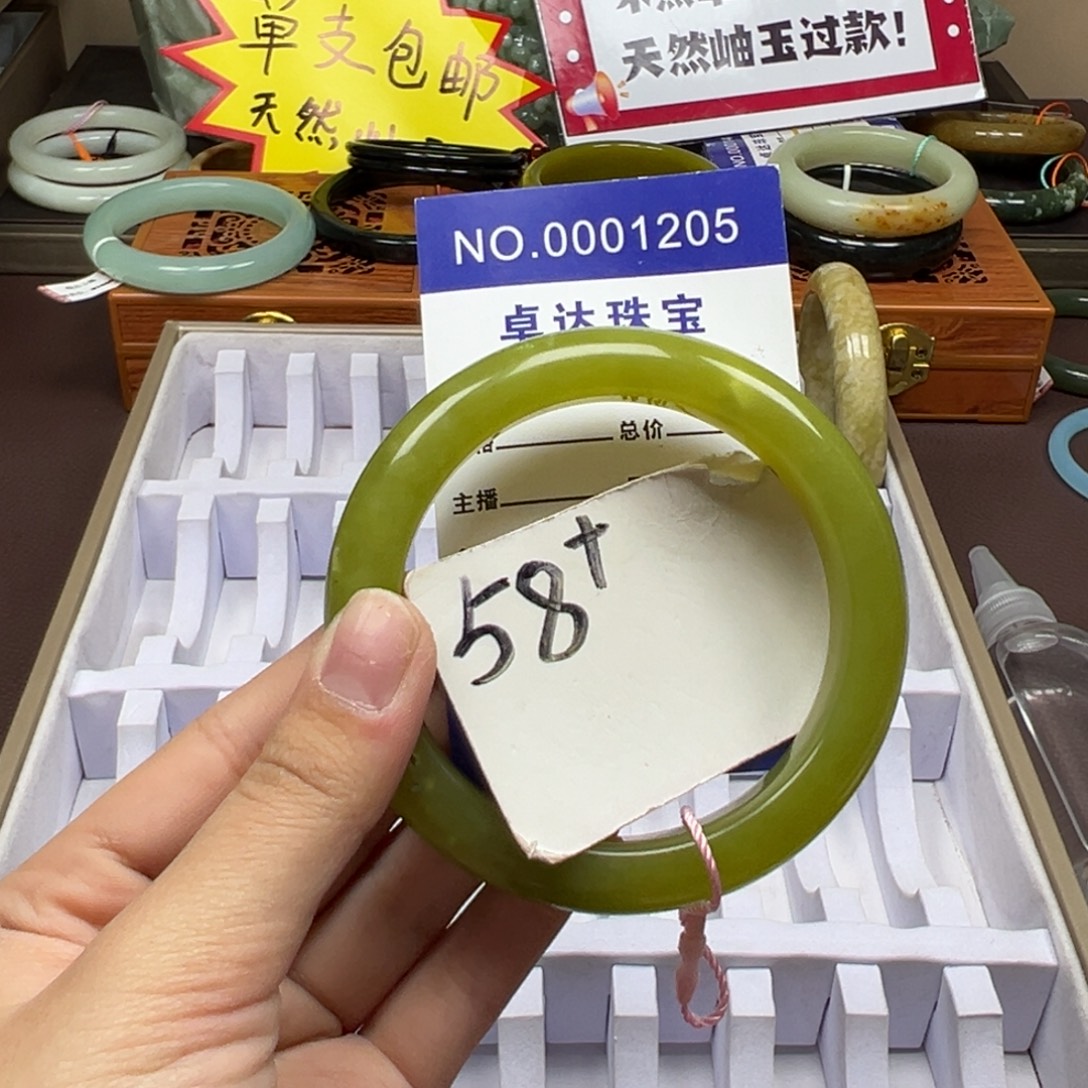 单支包邮
天然
天然岫玉过款！
NO.0001205
卓达珠宝
总价
主播
58+